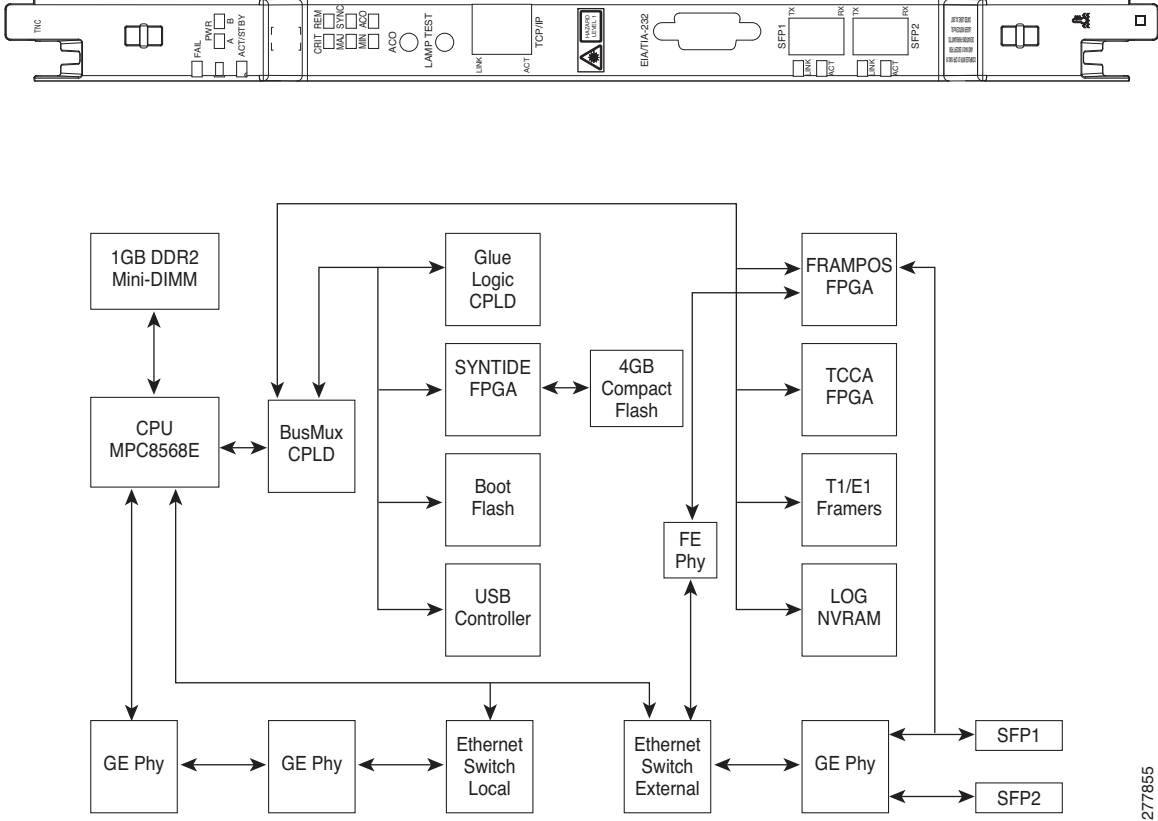 TNC
FAIL
PWR
A B
ACT/STBY
CRIT REM
MAJ SYNC
MIN ACO
ACO
LAMP TEST
LINK
ACT
TCP/IP
HAZARD
LEVEL 1
EIA/TIA-232
SFP1
TX
RX
TX
RX
SFP2
LINK
ACT
LINK
ACT
1GB DDR2
Mini-DIMM
Glue
Logic
CPLD
FRAMPOS
FPGA
SYNTIDE
FPGA
4GB
Compact
Flash
TCCA
FPGA
CPU
MPC8568E
BusMux
CPLD
Boot
Flash
T1/E1
Framers
FE
Phy
USB
Controller
LOG
NVRAM
GE Phy
GE Phy
Ethernet
Switch
Local
Ethernet
Switch
External
GE Phy
SFP1
SFP2
277855